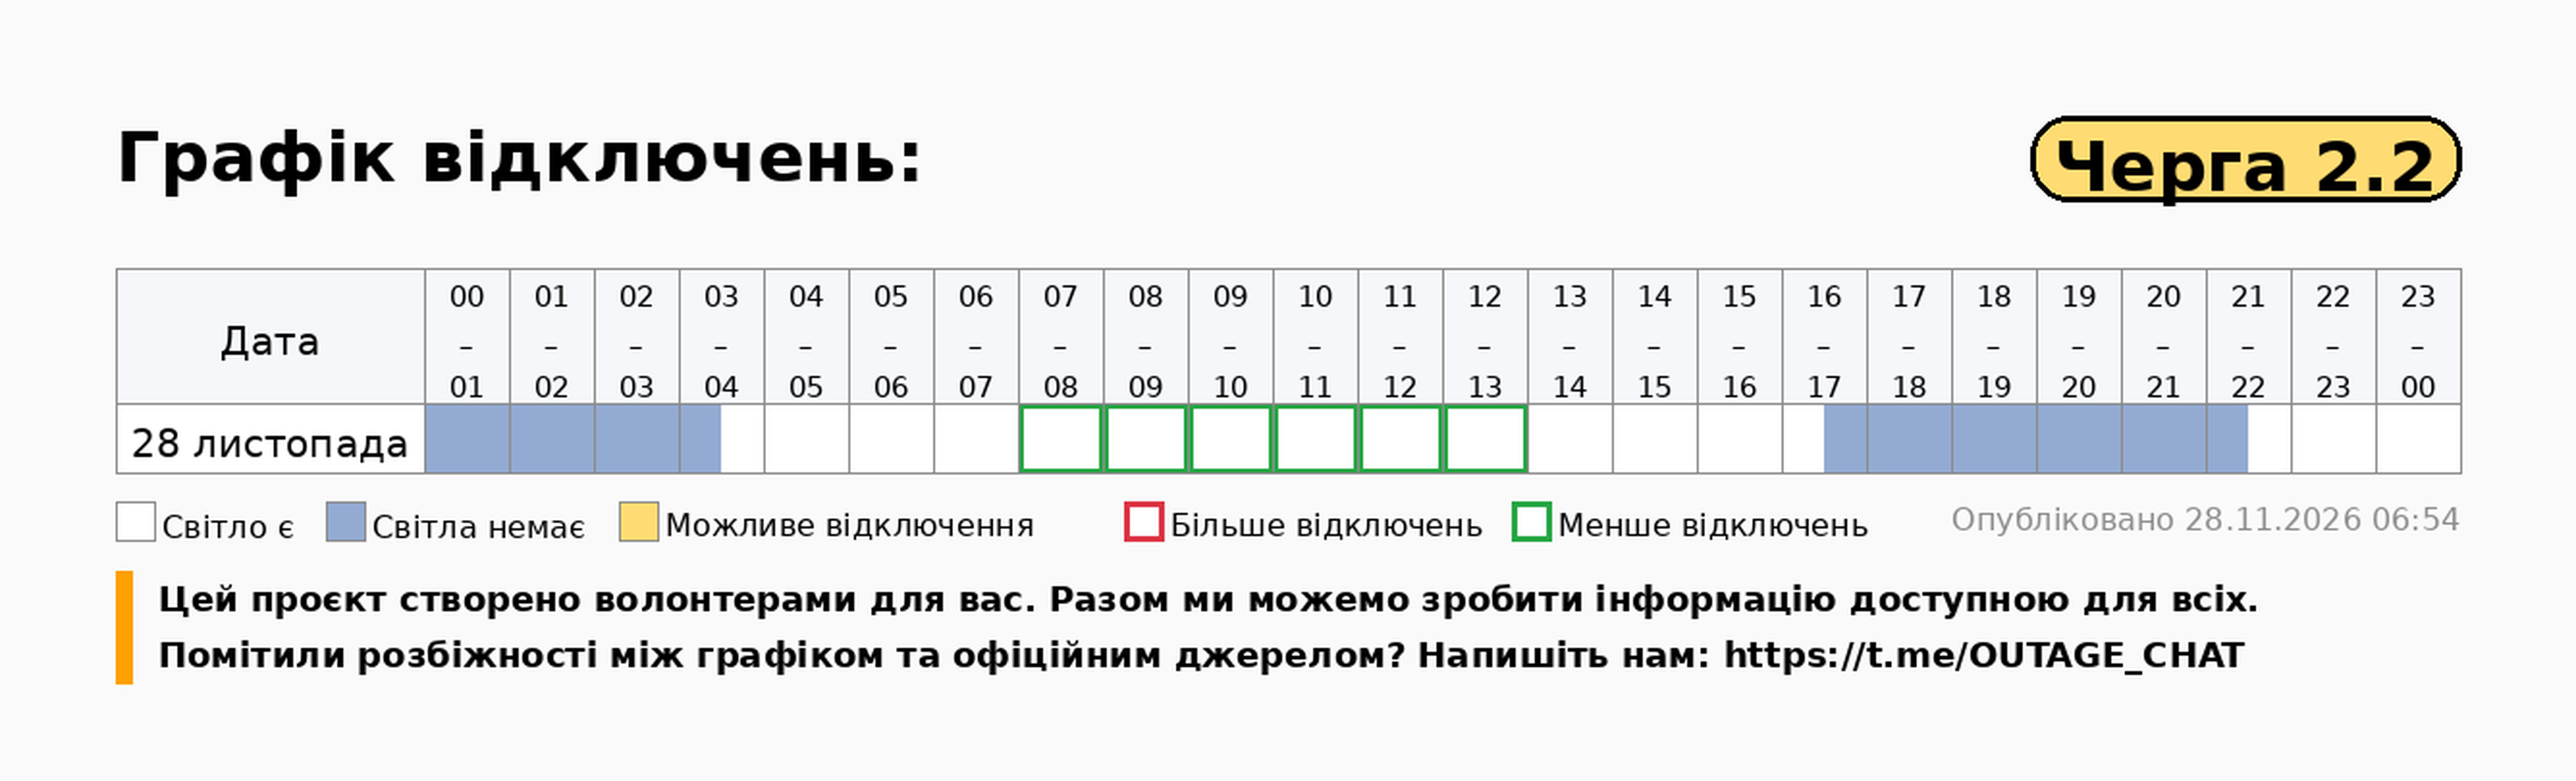 Графік відключень:
Черга 2.2
Дата
00 – 01
01 – 02
02 – 03
03 – 04
04 – 05
05 – 06
06 – 07
07 – 08
08 – 09
09 – 10
10 – 11
11 – 12
12 – 13
13 – 14
14 – 15
15 – 16
16 – 17
17 – 18
18 – 19
19 – 20
20 – 21
21 – 22
22 – 23
23 – 00
28 листопада
Світло є
Світла немає
Можливе відключення
Більше відключень
Менше відключень
Опубліковано 28.11.2026 06:54
Цей проєкт створено волонтерами для вас. Разом ми можемо зробити інформацію доступною для всіх.
Помітили розбіжності між графіком та офіційним джерелом? Напишіть нам: https://t.me/OUTAGE_CHAT